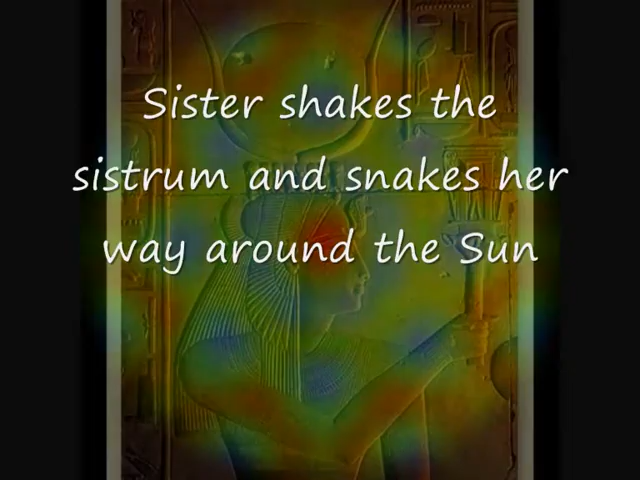 Sister shakes the
sistrum and snakes her
way around the Sun